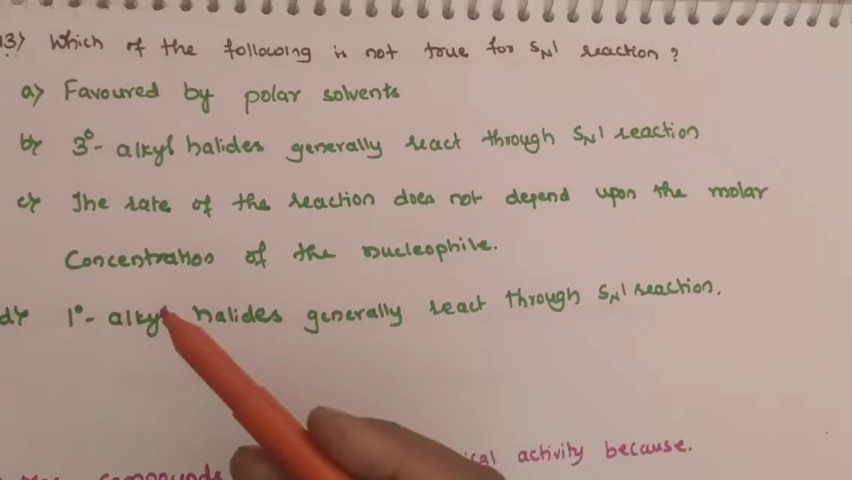 13) Which of the following is not true for SN1 reaction?
a) Favoured by polar solvents
b) 3°- alkyl halides generally react through SN1 reaction
c) The rate of the reaction does not depend upon the molar
Concentration of the nucleophile.
d) 1°- alkyl halides generally react through SN1 reaction.
compounds activity because.